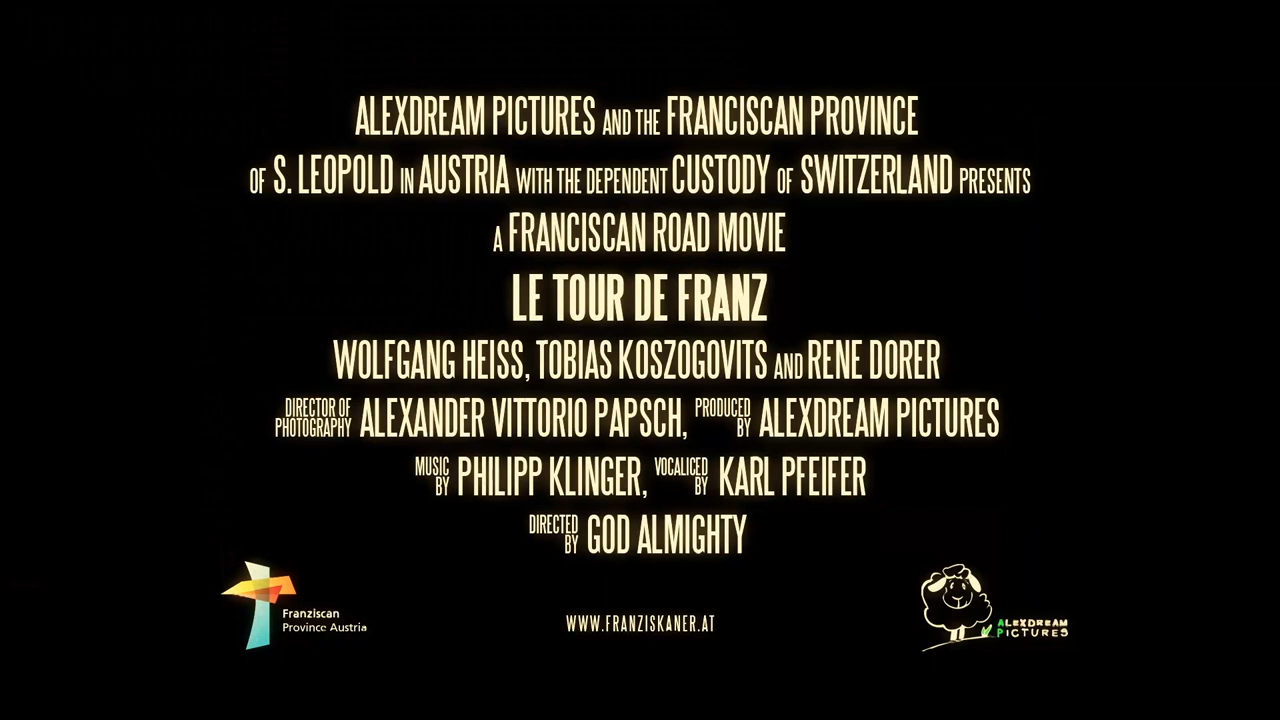 ALEXDREAM PICTURES AND THE FRANCISCAN PROVINCE
OF S. LEOPOLD IN AUSTRIA WITH THE DEPENDENT CUSTODY OF SWITZERLAND PRESENTS
A FRANCISCAN ROAD MOVIE
LE TOUR DE FRANZ
WOLFGANG HEISS, TOBIAS KOSZOGOVITS AND RENE DORER
DIRECTOR OF PHOTOGRAPHY ALEXANDER VITTORIO PAPSCH, PRODUCED BY ALEXDREAM PICTURES
MUSIC BY PHILIPP KLINGER, VOCALICED BY KARL PFEIFER
DIRECTED BY GOD ALMIGHTY
Franziscan
Province Austria
WWW.FRANZISKANER.AT
ALEXDREAM
PICTURES